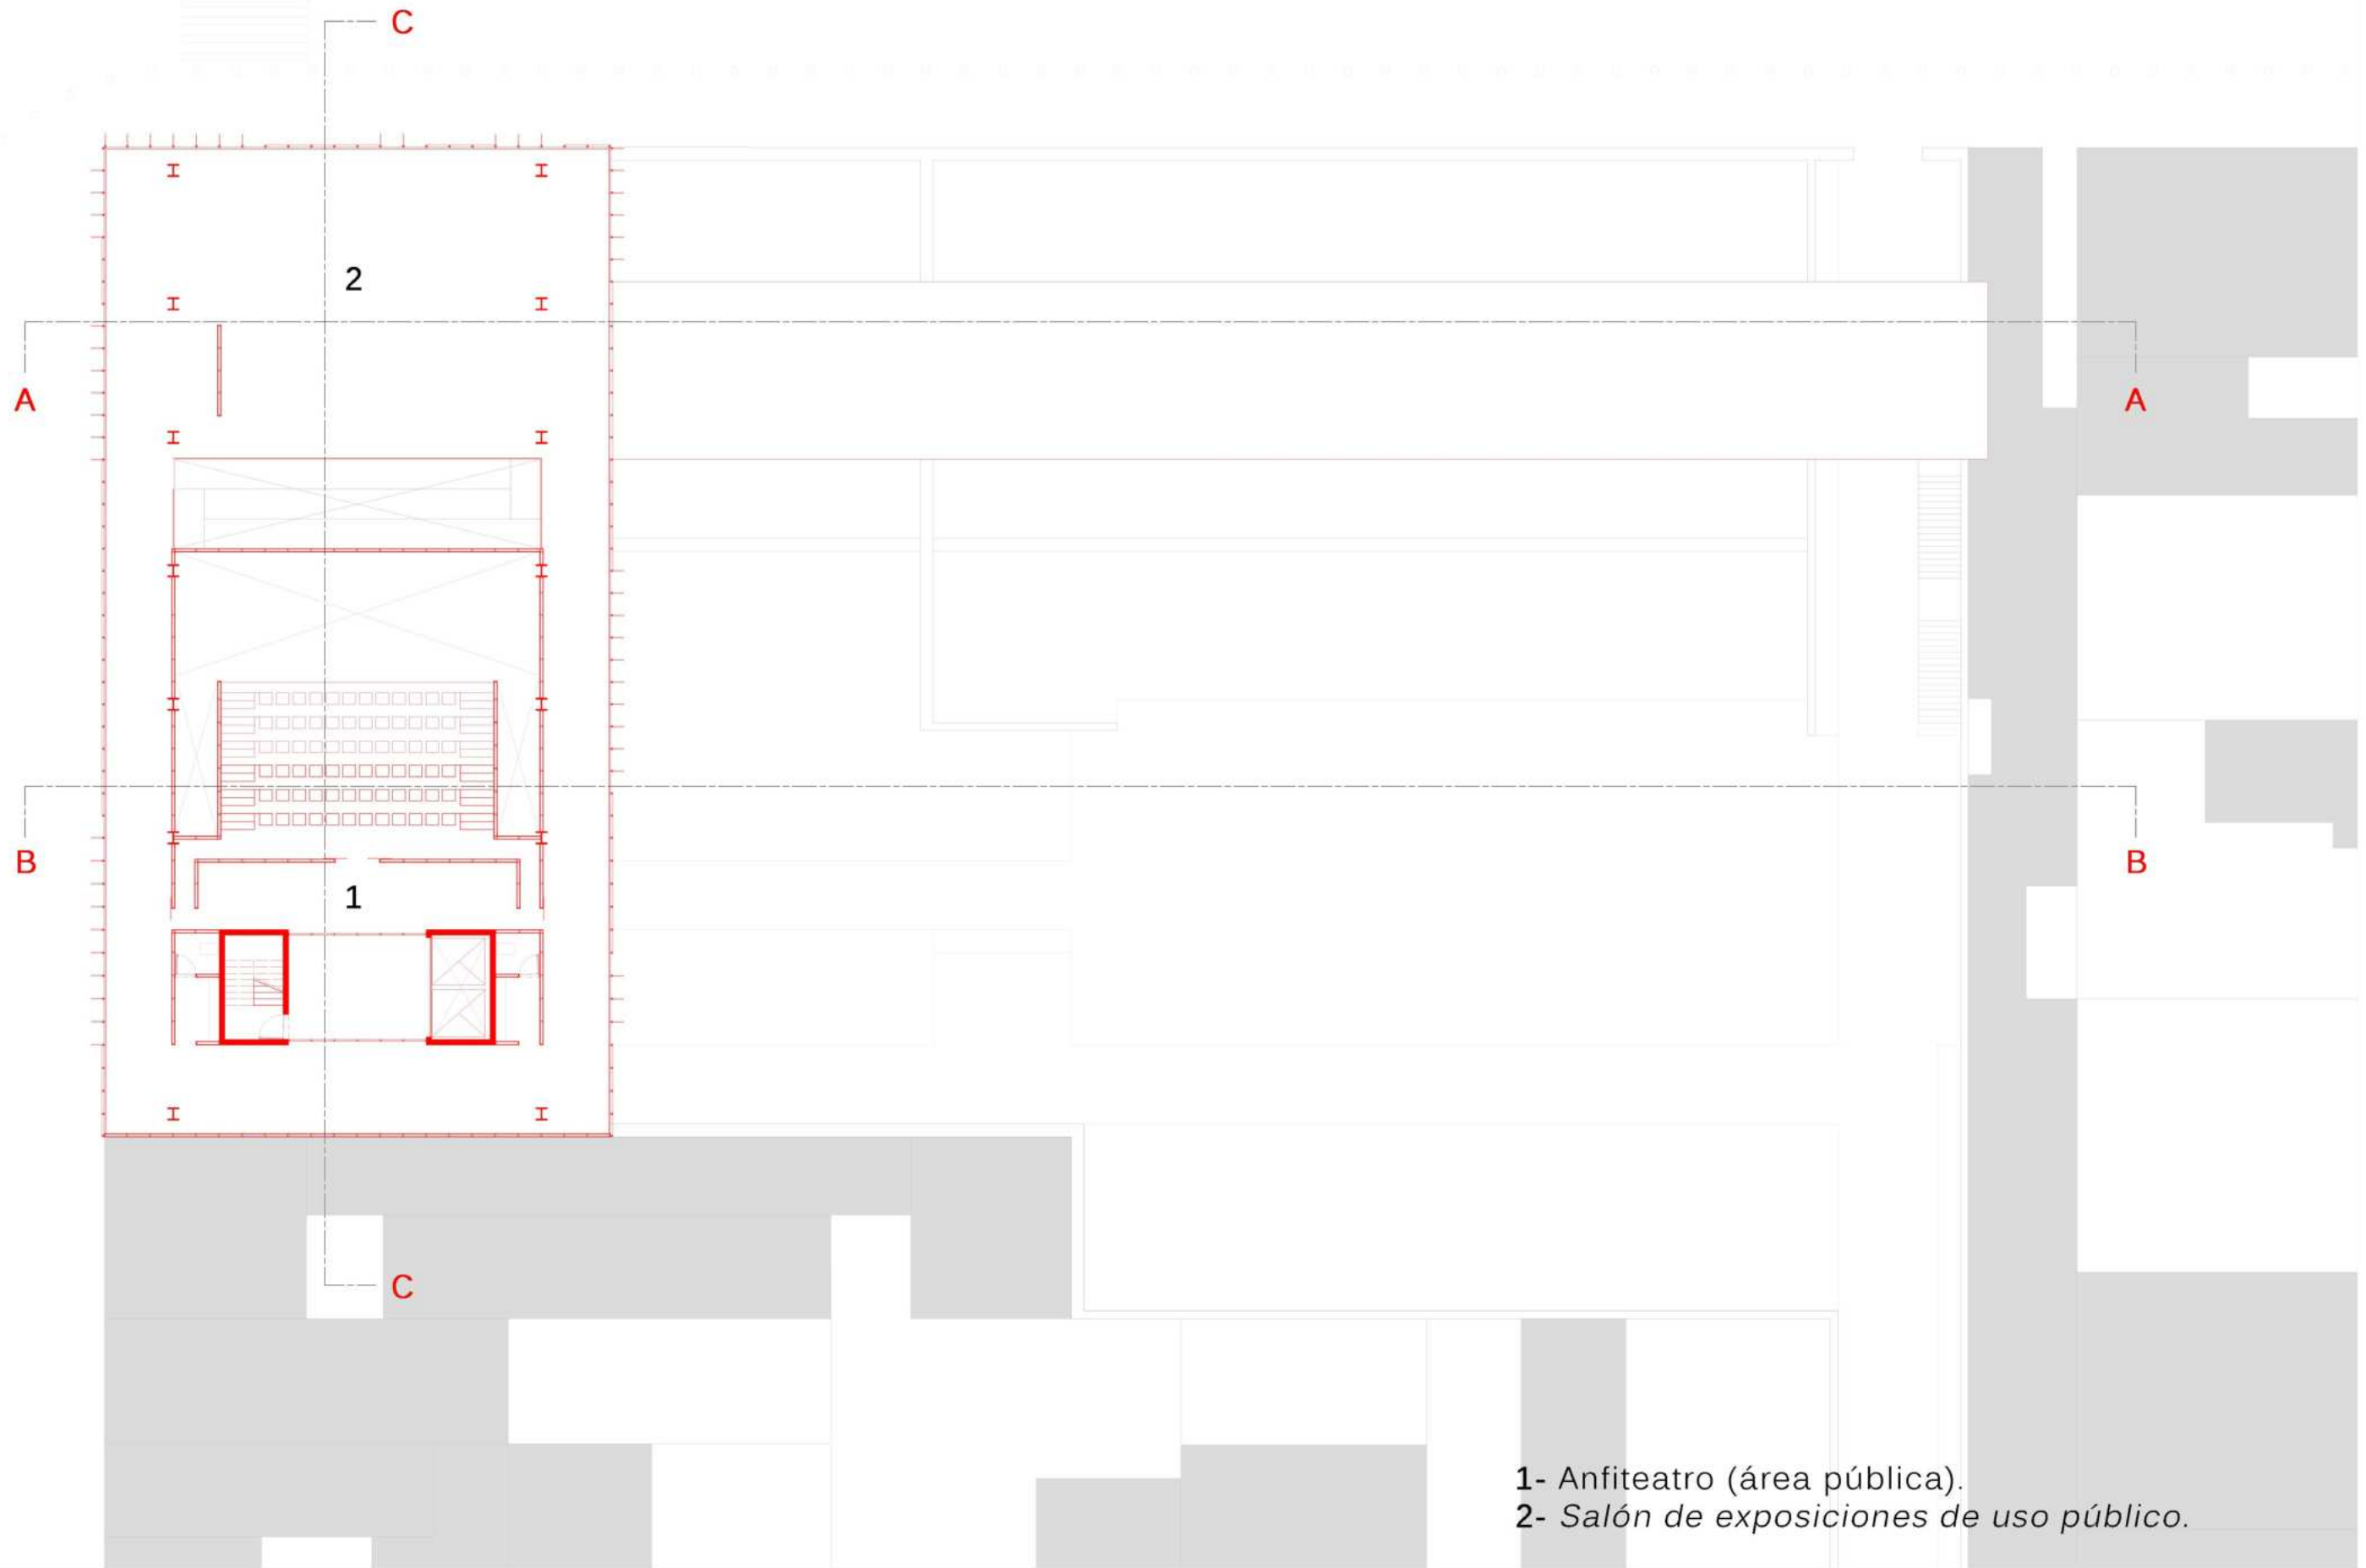 C
2
A
A
B
B
1
C
1- Anfiteatro (área pública).
2- Salón de exposiciones de uso público.